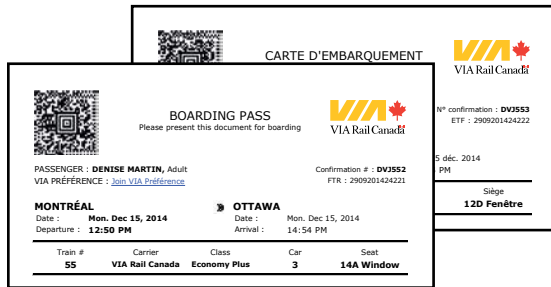 CARTE D'EMBARQUEMENT
VIA Rail Canada
N° confirmation : DVJ553
ETF : 2909201424222
5 déc. 2014
PM
Siège
12D Fenêtre
BOARDING PASS
Please present this document for boarding
VIA Rail Canada
PASSENGER : DENISE MARTIN, Adult
Confirmation # : DVJ552
VIA PRÉFÉRENCE : Join VIA Préférence
FTR : 2909201424221
MONTRÉAL » OTTAWA
Date : Mon. Dec 15, 2014 Date : Mon. Dec 15, 2014
Departure : 12:50 PM Arrival : 14:54 PM
Train # Carrier Class Car Seat
55 VIA Rail Canada Economy Plus 3 14A Window